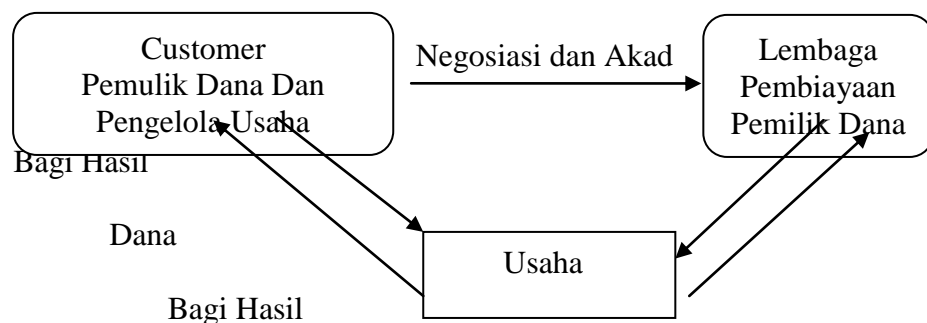 Customer
Pemulik Dana Dan
Pengelola Usaha
Negosiasi dan Akad
Lembaga
Pembiayaan
Pemilik Dana
Bagi Hasil
Dana
Usaha
Bagi Hasil